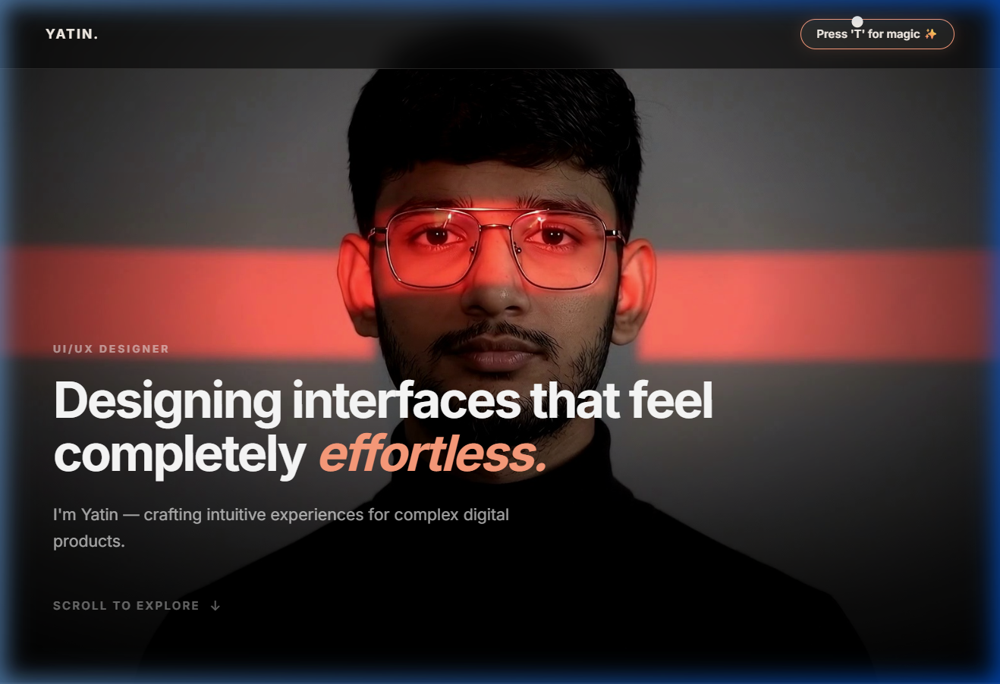 YATIN.
Press 'T' for magic ✨
UI/UX DESIGNER
Designing interfaces that feel
completely effortless.
I'm Yatin — crafting intuitive experiences for complex digital
products.
SCROLL TO EXPLORE ↓